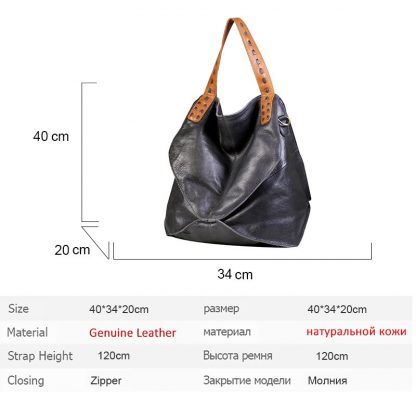 40 cm
20 cm
34 cm
Size 40*34*20cm размер 40*34*20cm
Material Genuine Leather материал натуральной кожи
Strap Height 120cm Высота ремня 120cm
Closing Zipper Закрытие модели Молния